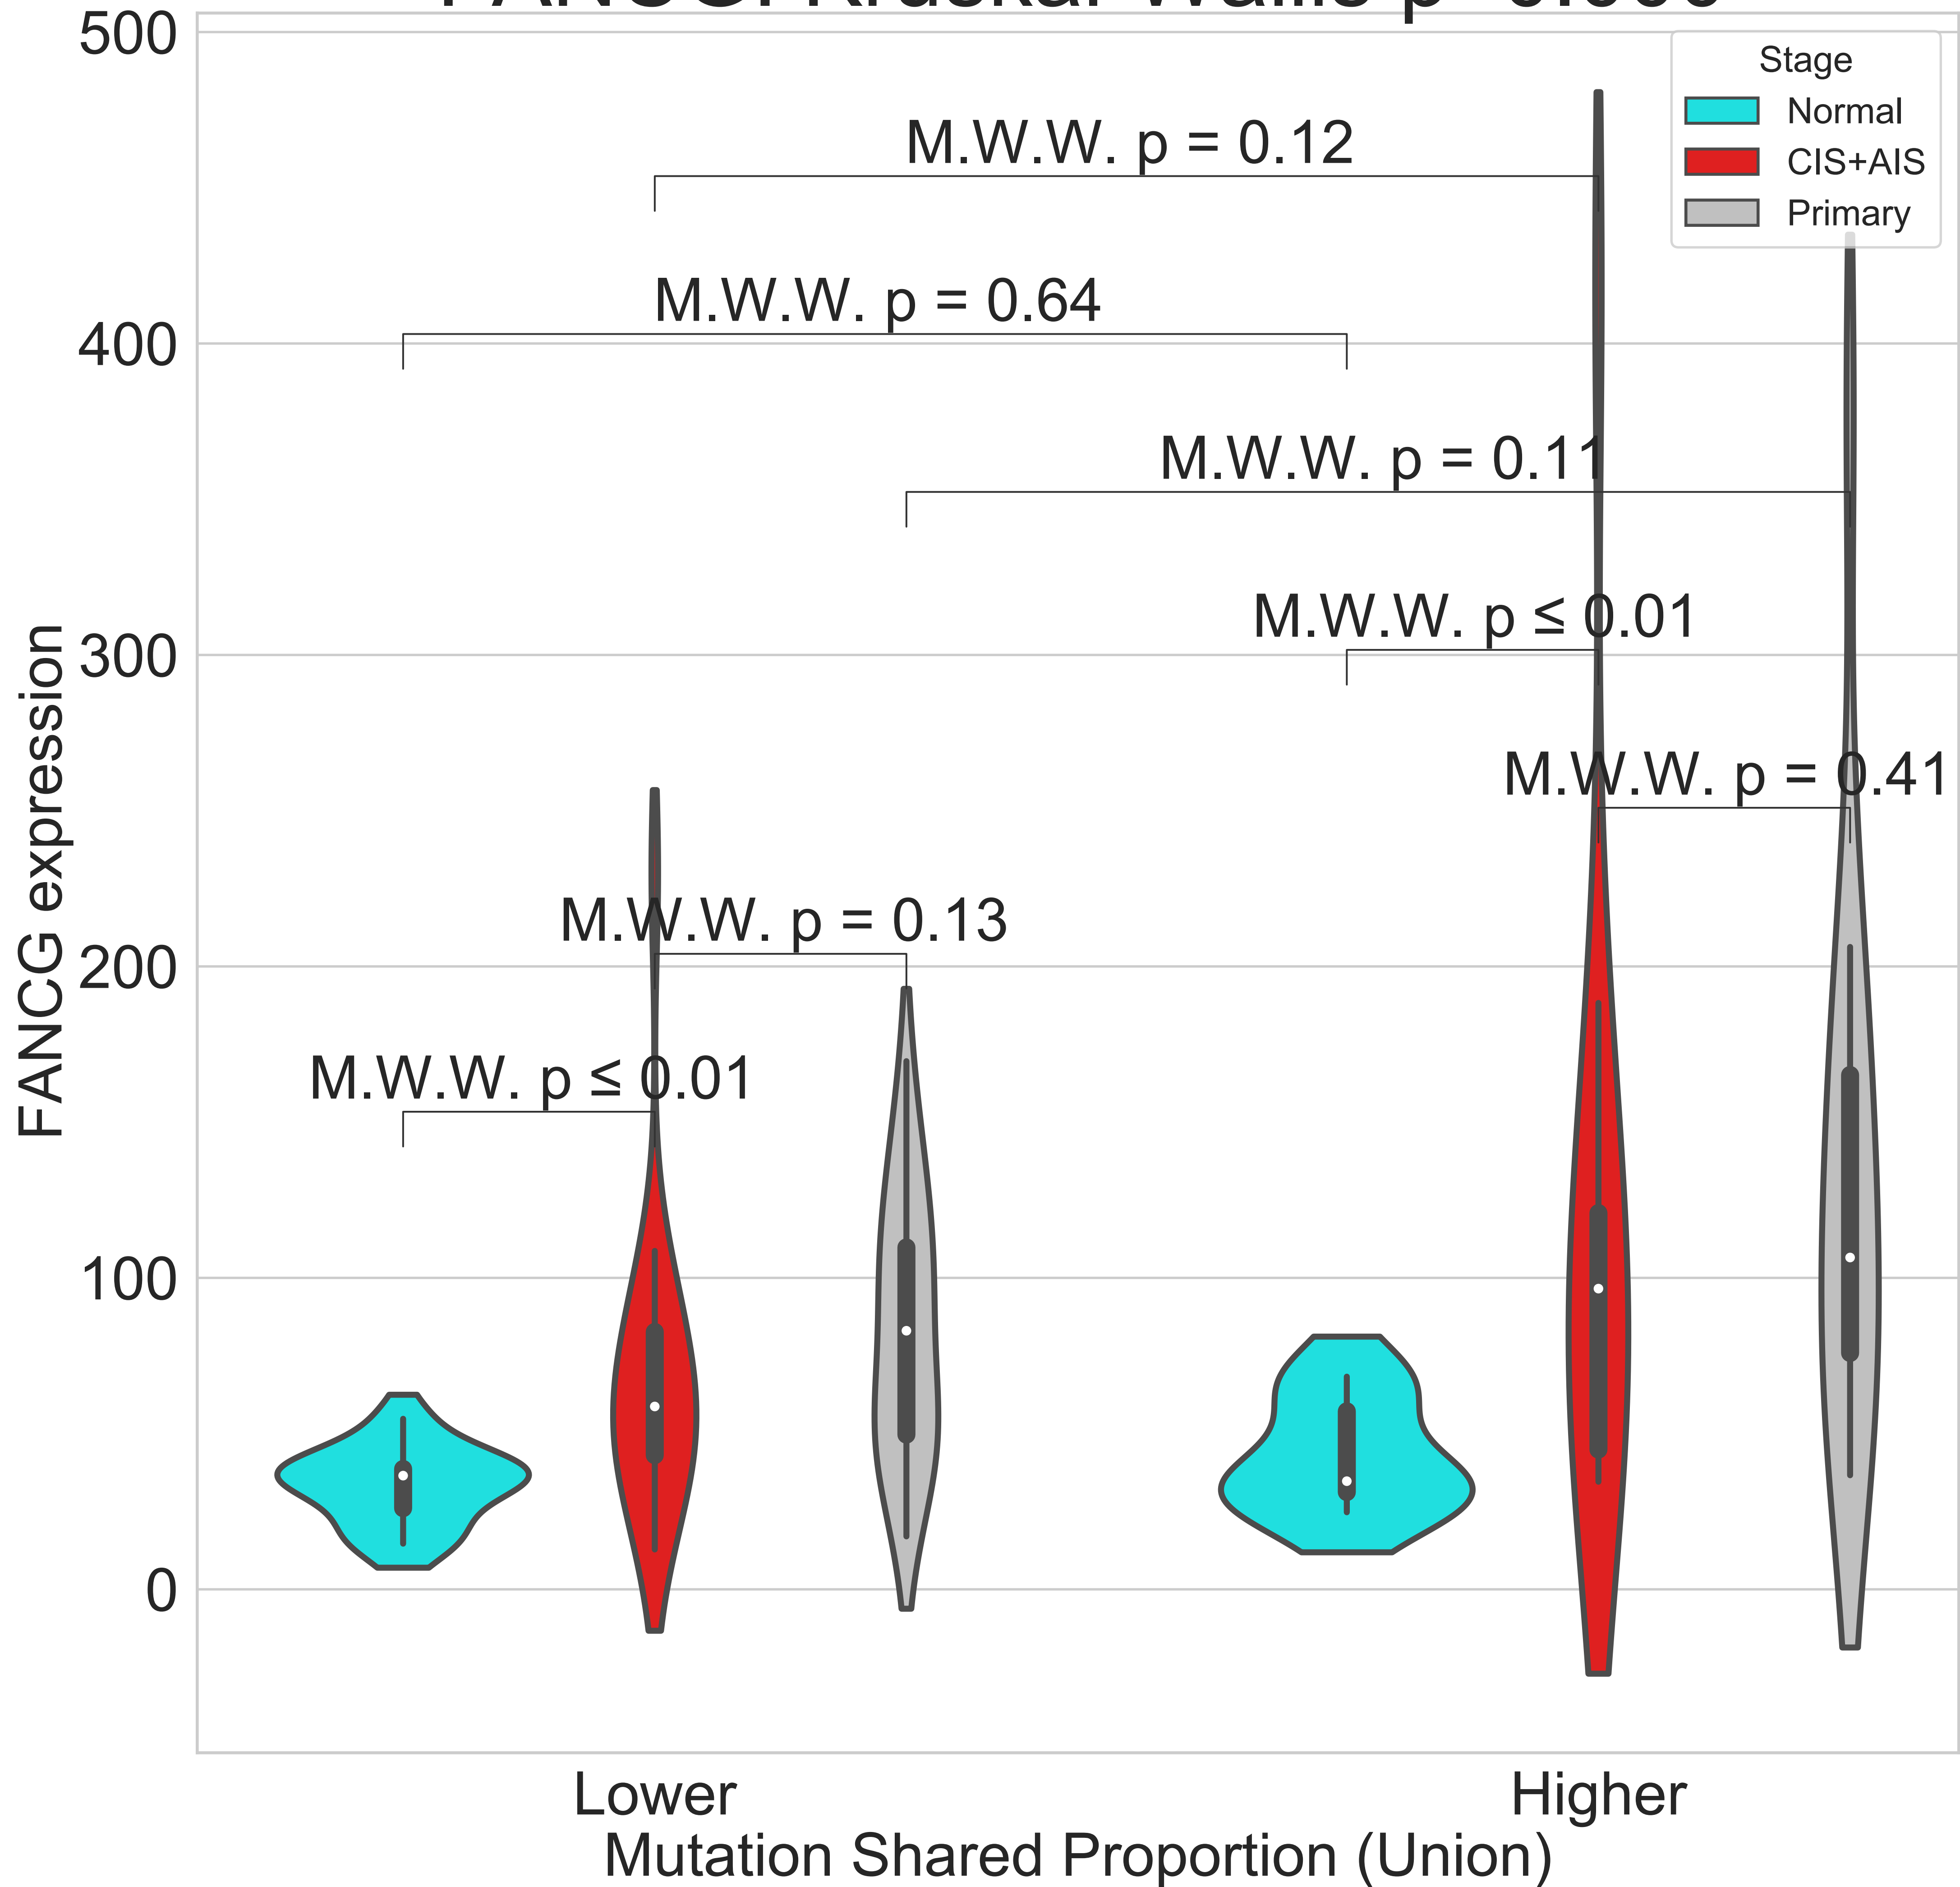 500
Stage
Normal
CIS+AIS
Primary
M.W.W. p = 0.12
M.W.W. p = 0.64
400
M.W.W. p = 0.11
M.W.W. p ≤ 0.01
300
M.W.W. p = 0.41
M.W.W. p = 0.13
200
M.W.W. p ≤ 0.01
100
0
FANCG expression
Lower
Higher
Mutation Shared Proportion (Union)